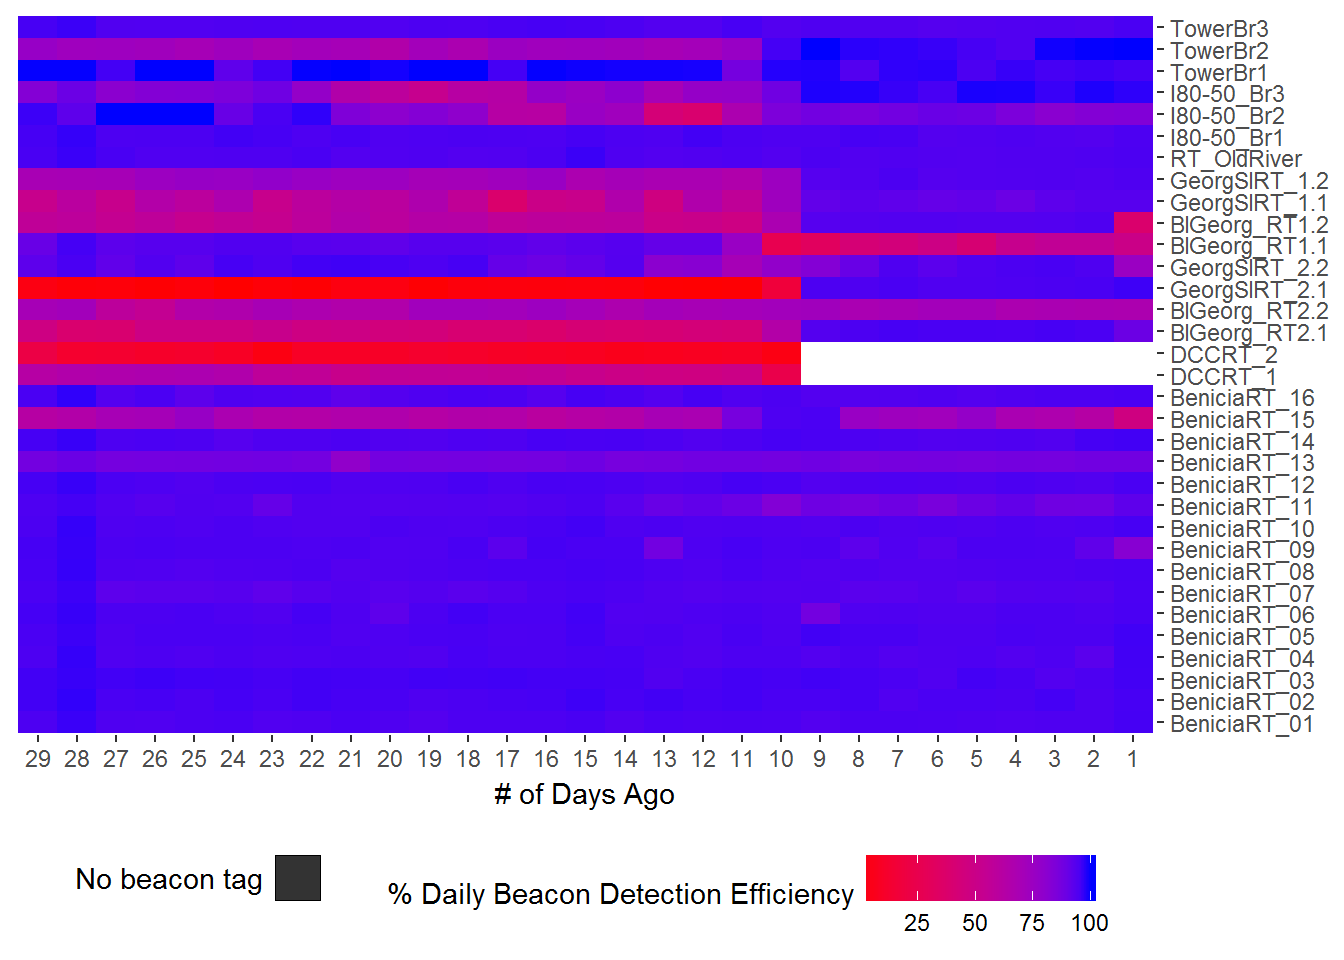 TowerBr3
TowerBr2
TowerBr1
I80-50_Br3
I80-50_Br2
I80-50_Br1
RT_OldRiver
GeorgSlRT_1.2
GeorgSlRT_1.1
BlGeorg_RT1.2
BlGeorg_RT1.1
GeorgSlRT_2.2
GeorgSlRT_2.1
BlGeorg_RT2.2
BlGeorg_RT2.1
DCCRT_2
DCCRT_1
BeniciaRT_16
BeniciaRT_15
BeniciaRT_14
BeniciaRT_13
BeniciaRT_12
BeniciaRT_11
BeniciaRT_10
BeniciaRT_09
BeniciaRT_08
BeniciaRT_07
BeniciaRT_06
BeniciaRT_05
BeniciaRT_04
BeniciaRT_03
BeniciaRT_02
BeniciaRT_01
29 28 27 26 25 24 23 22 21 20 19 18 17 16 15 14 13 12 11 10 9 8 7 6 5 4 3 2 1
# of Days Ago
No beacon tag
% Daily Beacon Detection Efficiency
25 50 75 100